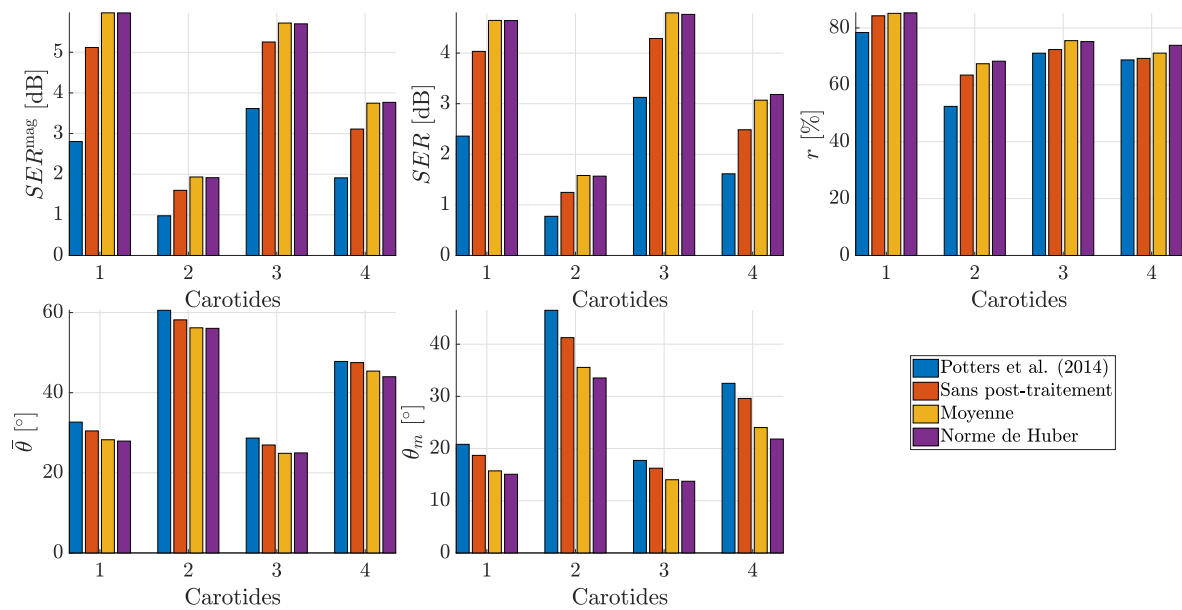 SER^mag [dB]
5
4
3
2
1
0
1 2 3 4
Carotides
SER [dB]
4
3
2
1
0
1 2 3 4
Carotides
r [%]
80
60
40
20
0
1 2 3 4
Carotides
θ̄ [°]
60
40
20
0
1 2 3 4
Carotides
θ_m [°]
40
30
20
10
0
1 2 3 4
Carotides
Potters et al. (2014)
Sans post-traitement
Moyenne
Norme de Huber